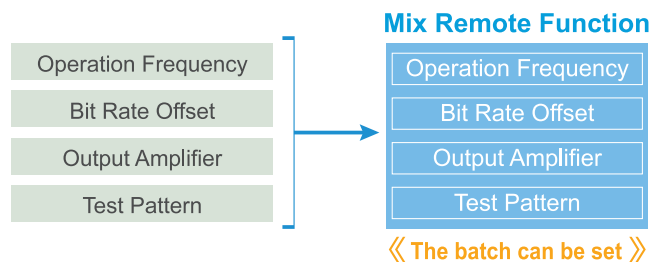 Operation Frequency
Bit Rate Offset
Output Amplifier
Test Pattern
Mix Remote Function
Operation Frequency
Bit Rate Offset
Output Amplifier
Test Pattern
《 The batch can be set 》